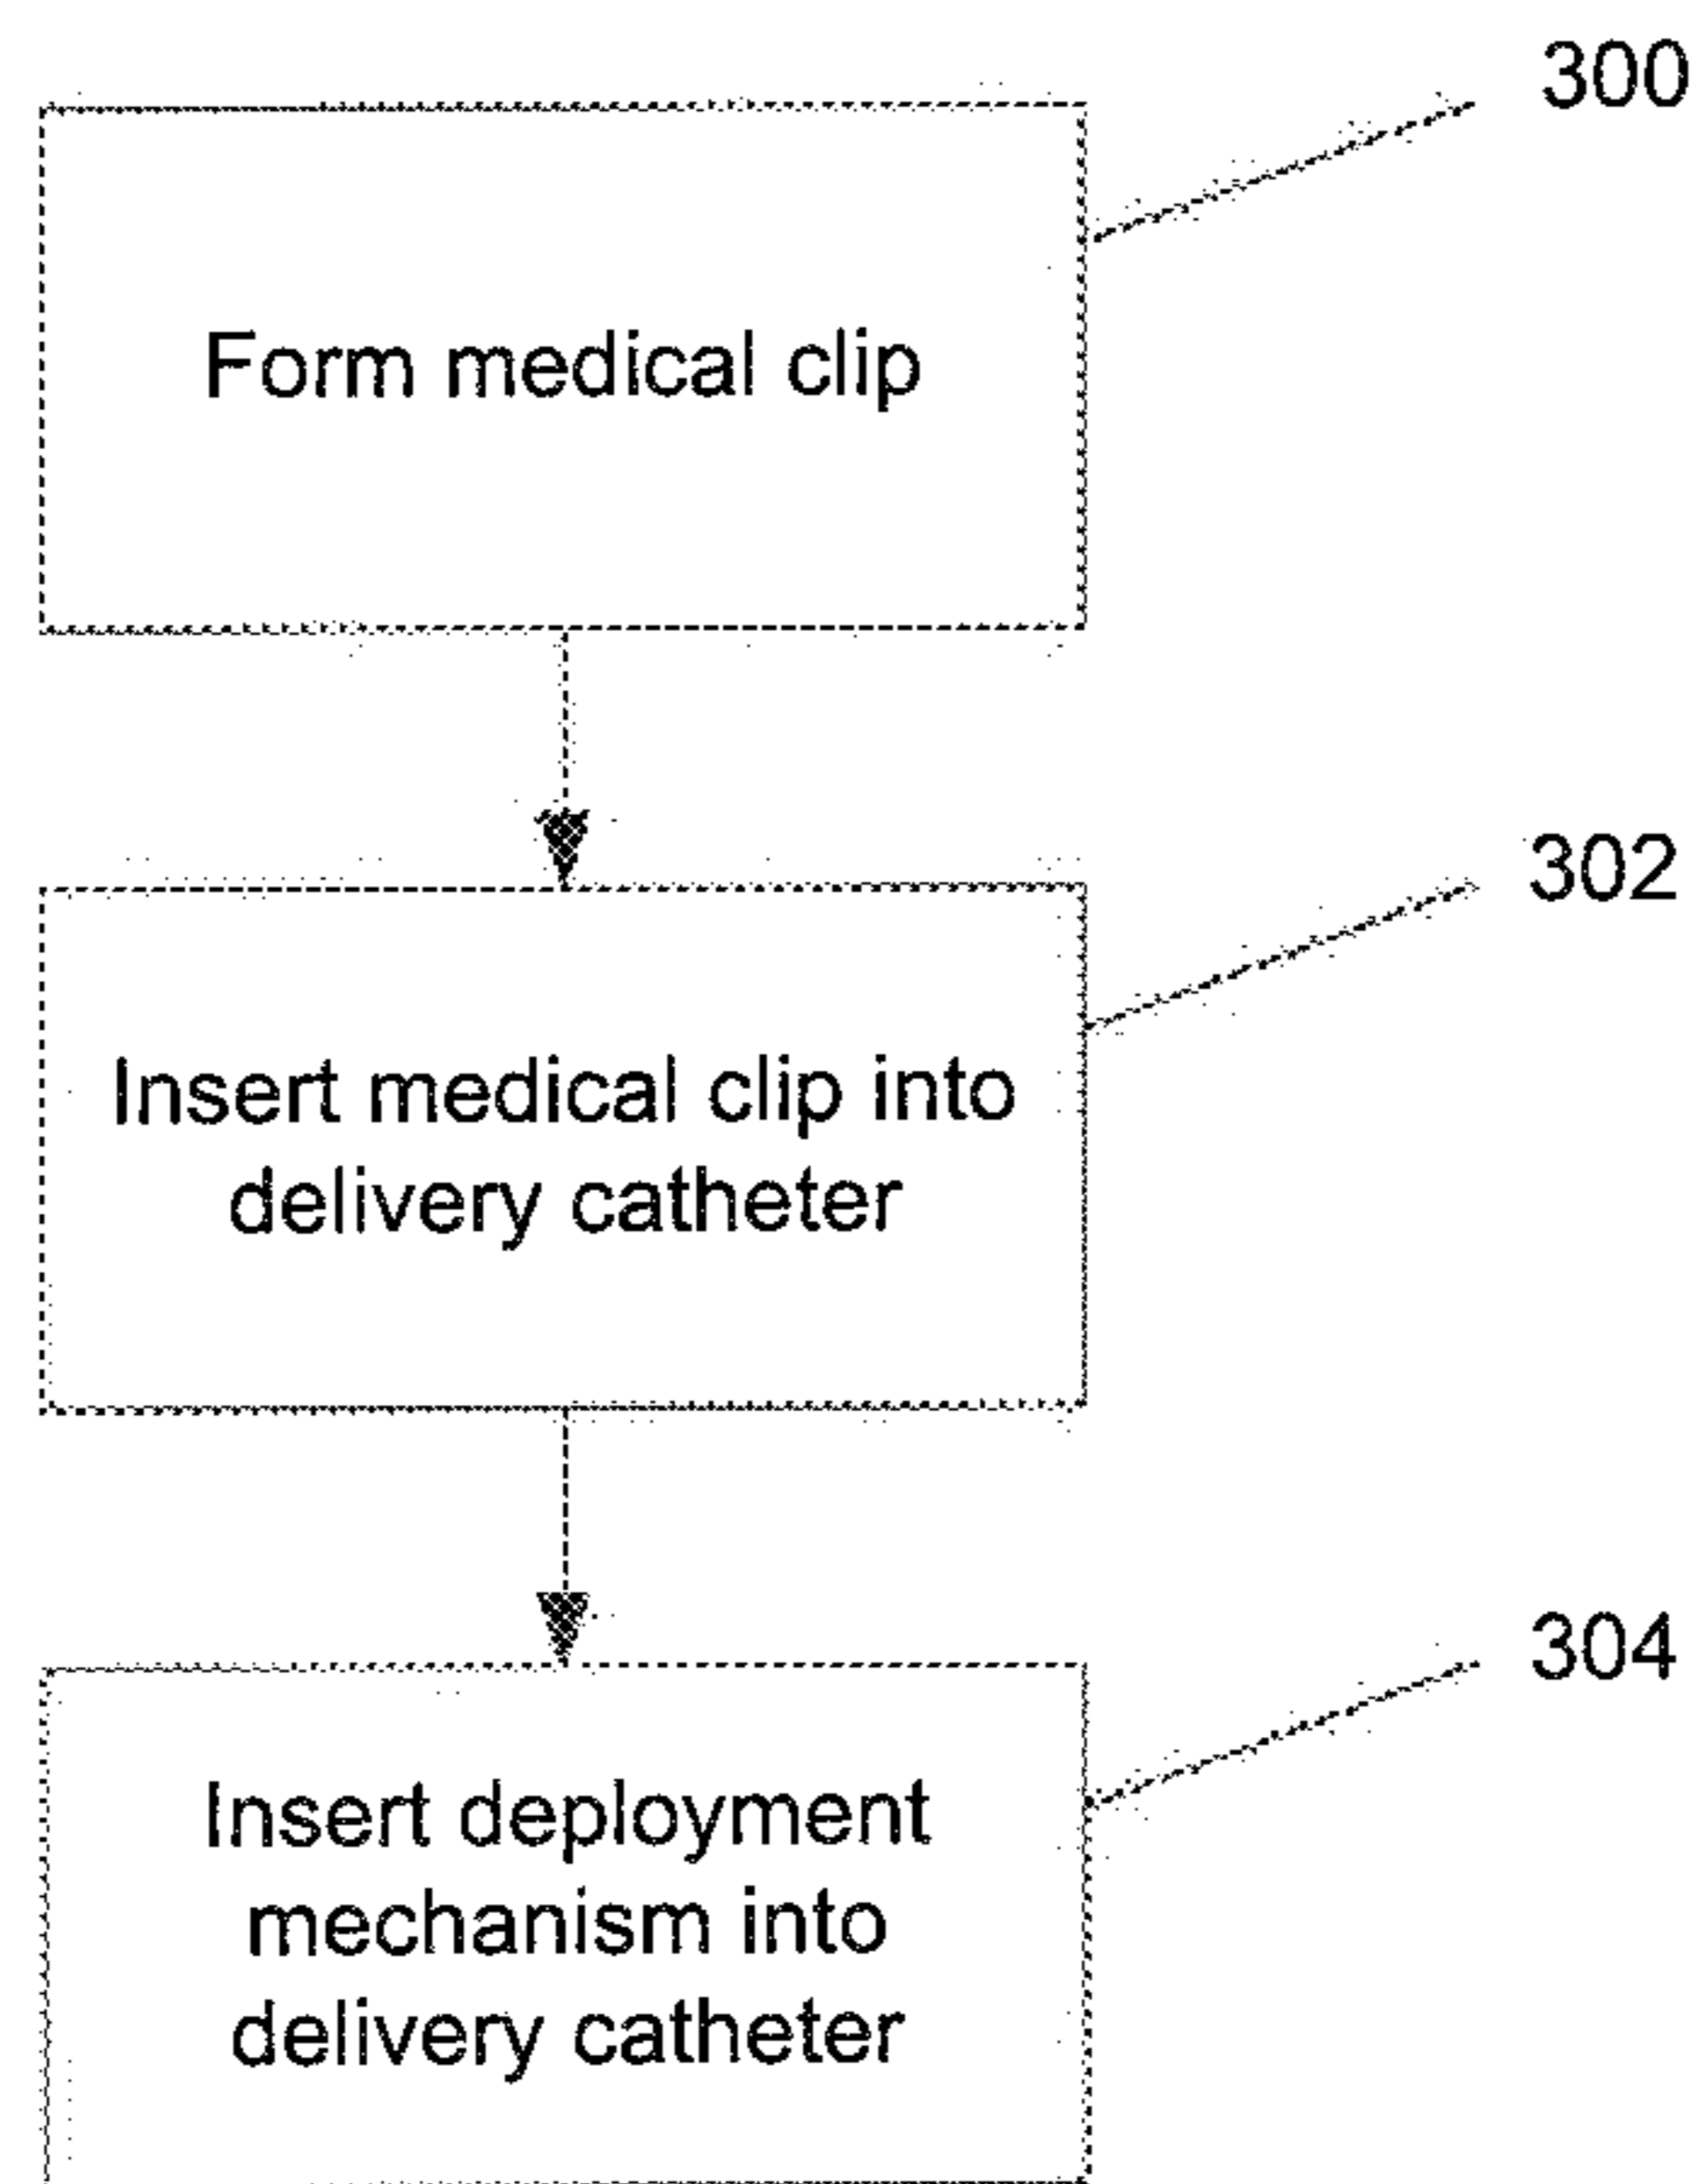 300
Form medical clip
302
Insert medical clip into
delivery catheter
304
Insert deployment
mechanism into
delivery catheter